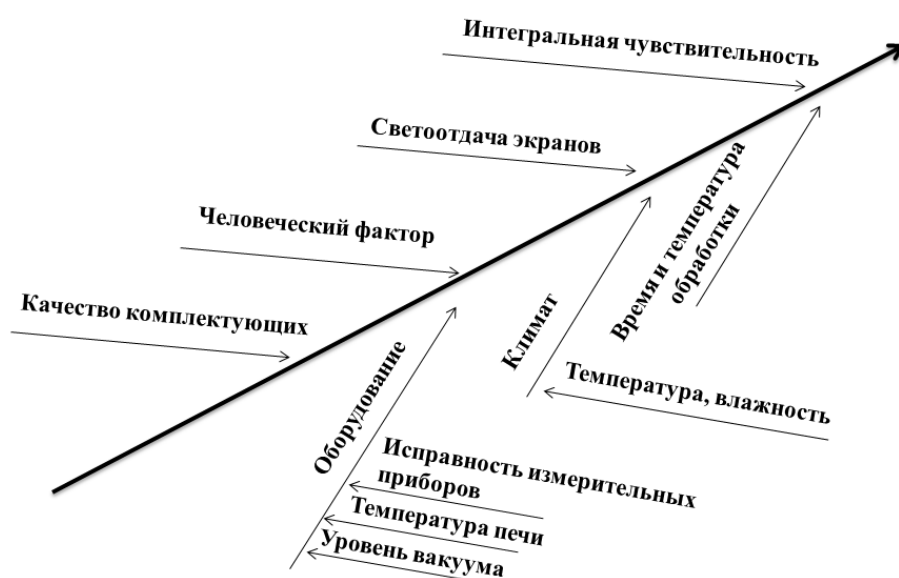 Интегральная чувствительность
Светоотдача экранов
Человеческий фактор
Качество комплектующих
Оборудование
Климат
Время и температура
обработки
Температура, влажность
Исправность измерительных
приборов
Температура печи
Уровень вакуума